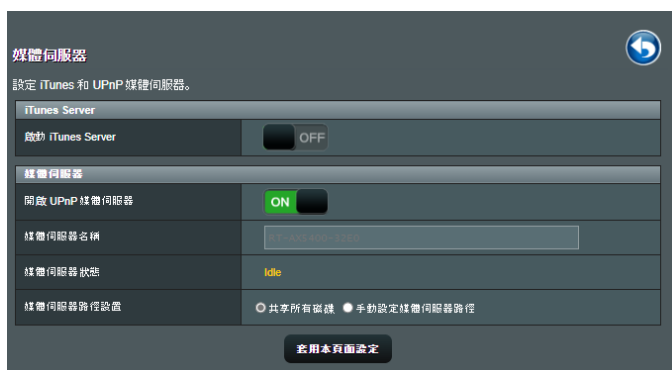 媒體伺服器
設定 iTunes 和 UPnP 媒體伺服器。
iTunes Server
啟動 iTunes Server
OFF
媒體伺服器
開啟 UPnP 媒體伺服器
ON
媒體伺服器名稱
媒體伺服器狀態
Idle
媒體伺服器路徑設置
共享所有磁碟 手動設定媒體伺服器路徑
套用本頁面設定